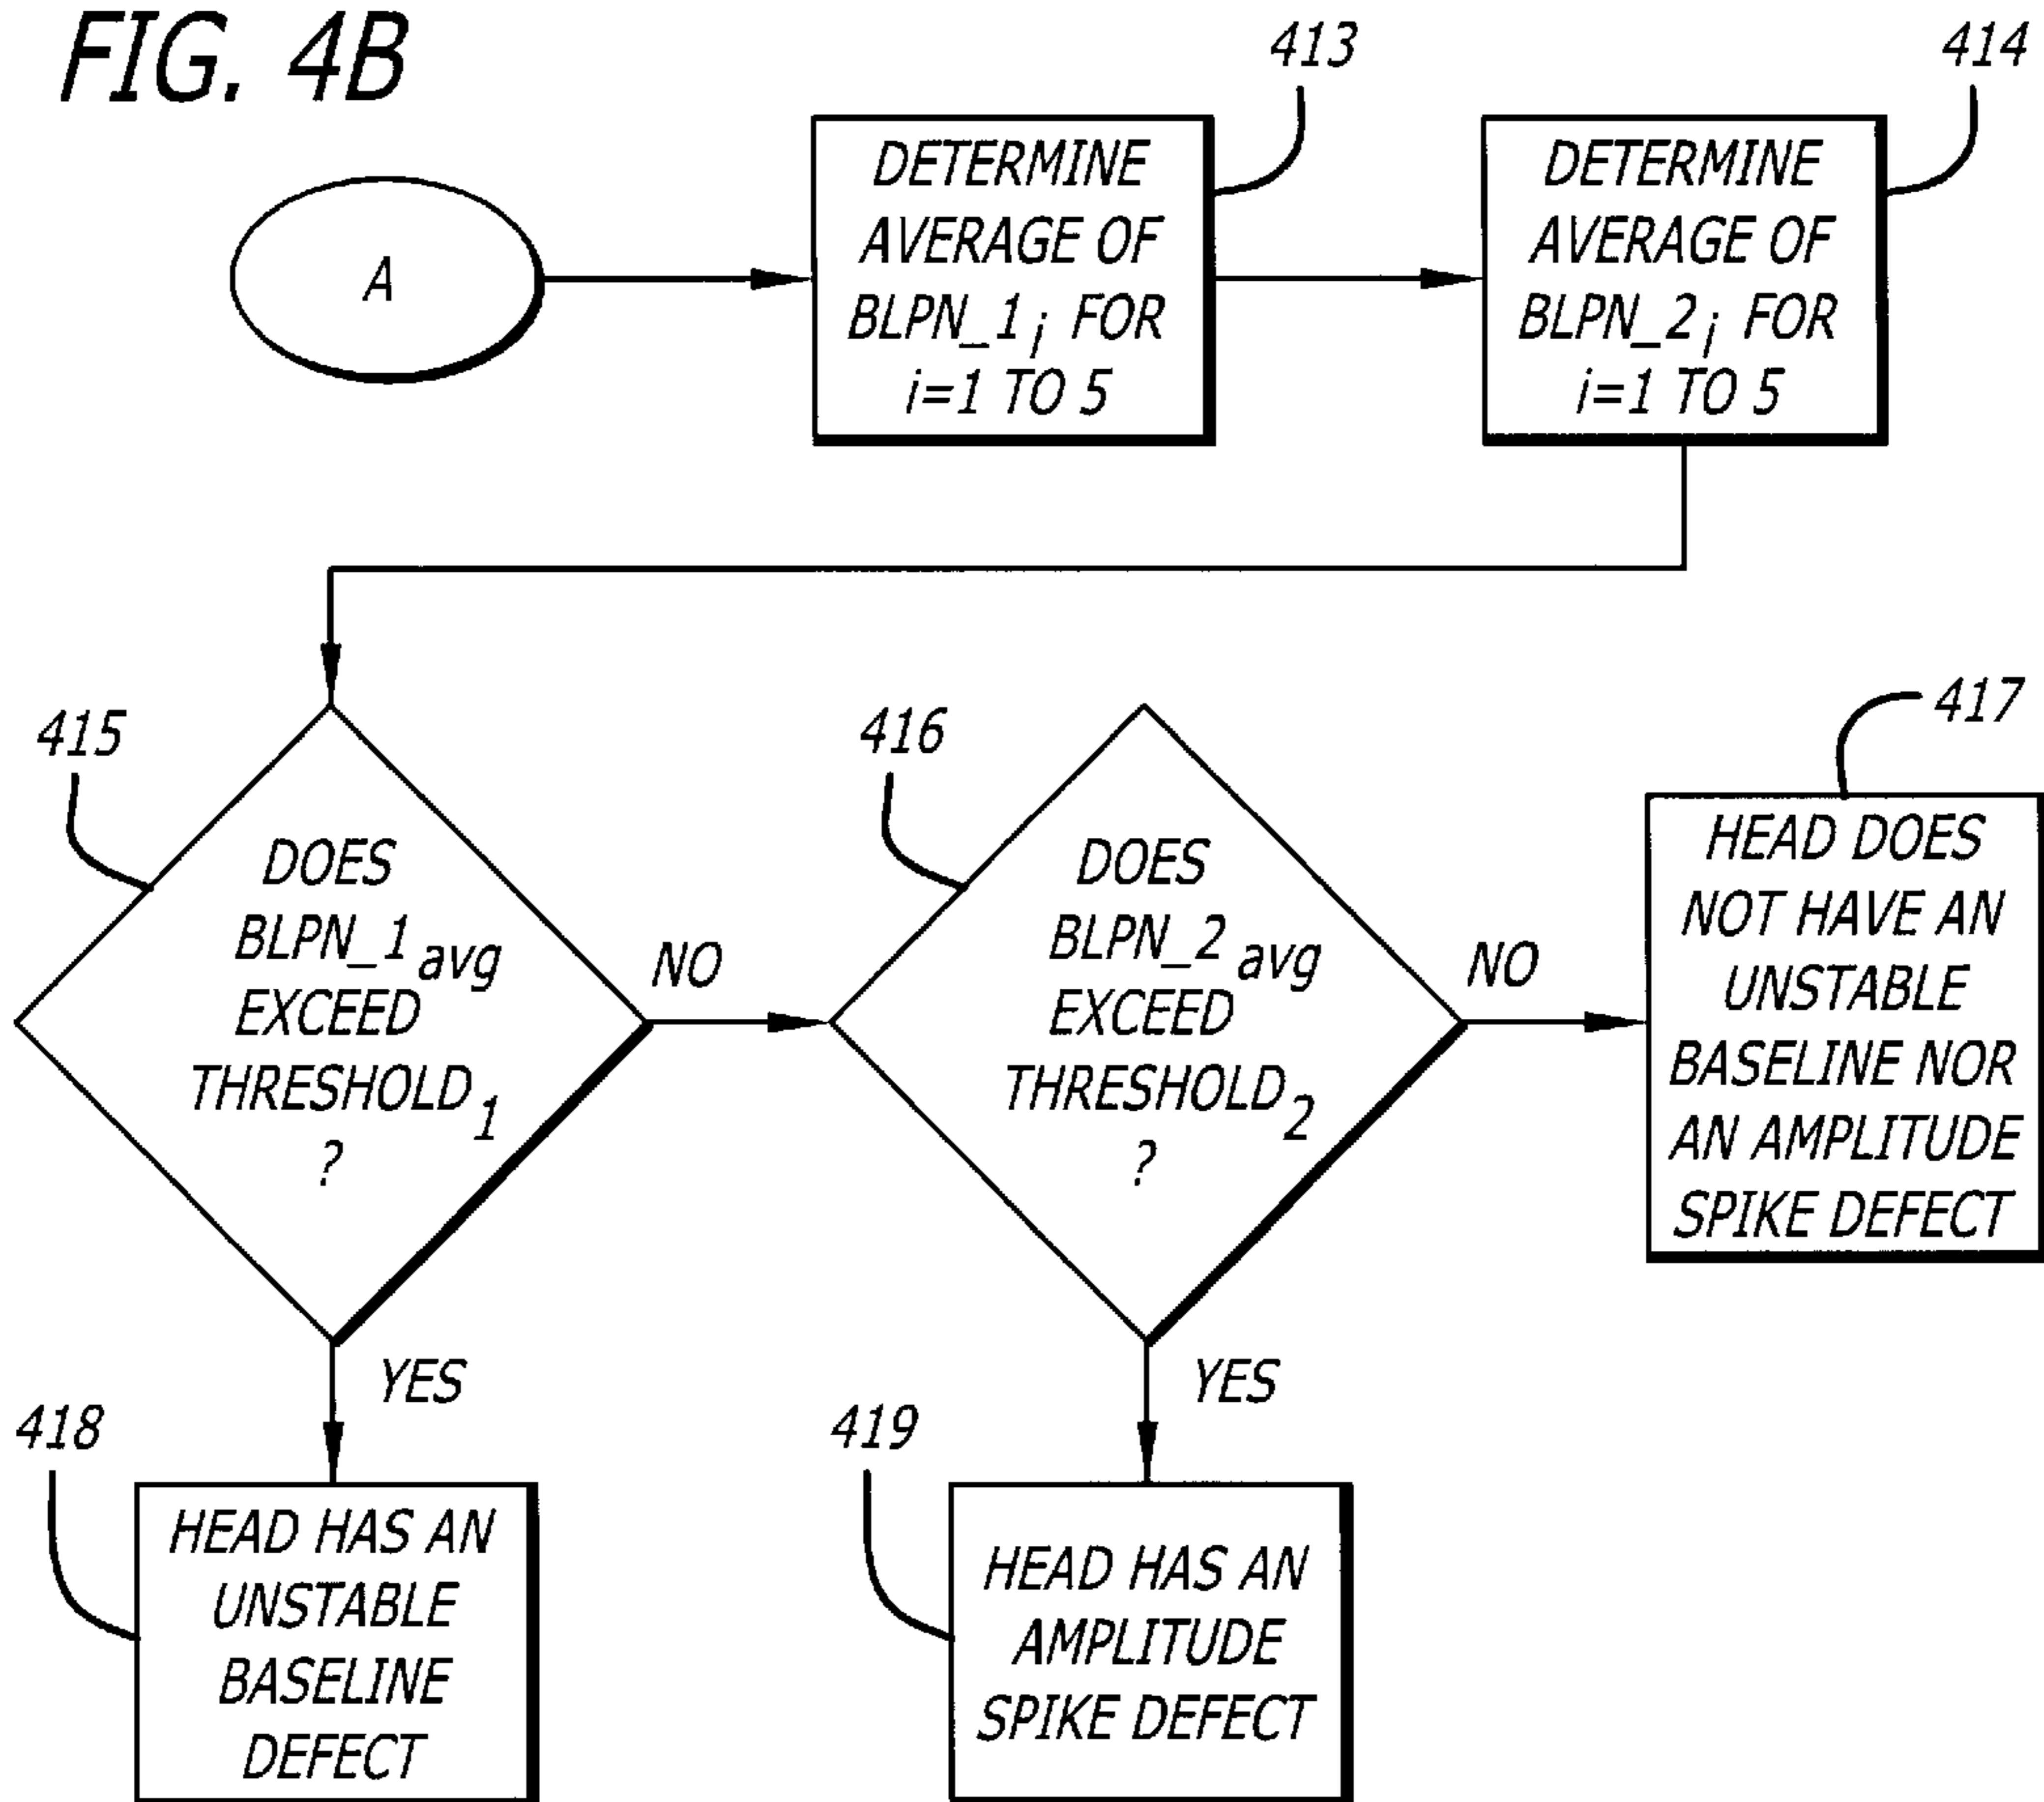 FIG. 4B
A
413
DETERMINE
AVERAGE OF
BLPN_1i FOR
i=1 TO 5
414
DETERMINE
AVERAGE OF
BLPN_2i FOR
i=1 TO 5
415
DOES
BLPN_1avg
EXCEED
THRESHOLD1
?
NO
YES
416
DOES
BLPN_2avg
EXCEED
THRESHOLD2
?
NO
YES
417
HEAD DOES
NOT HAVE AN
UNSTABLE
BASELINE NOR
AN AMPLITUDE
SPIKE DEFECT
418
HEAD HAS AN
UNSTABLE
BASELINE
DEFECT
419
HEAD HAS AN
AMPLITUDE
SPIKE DEFECT